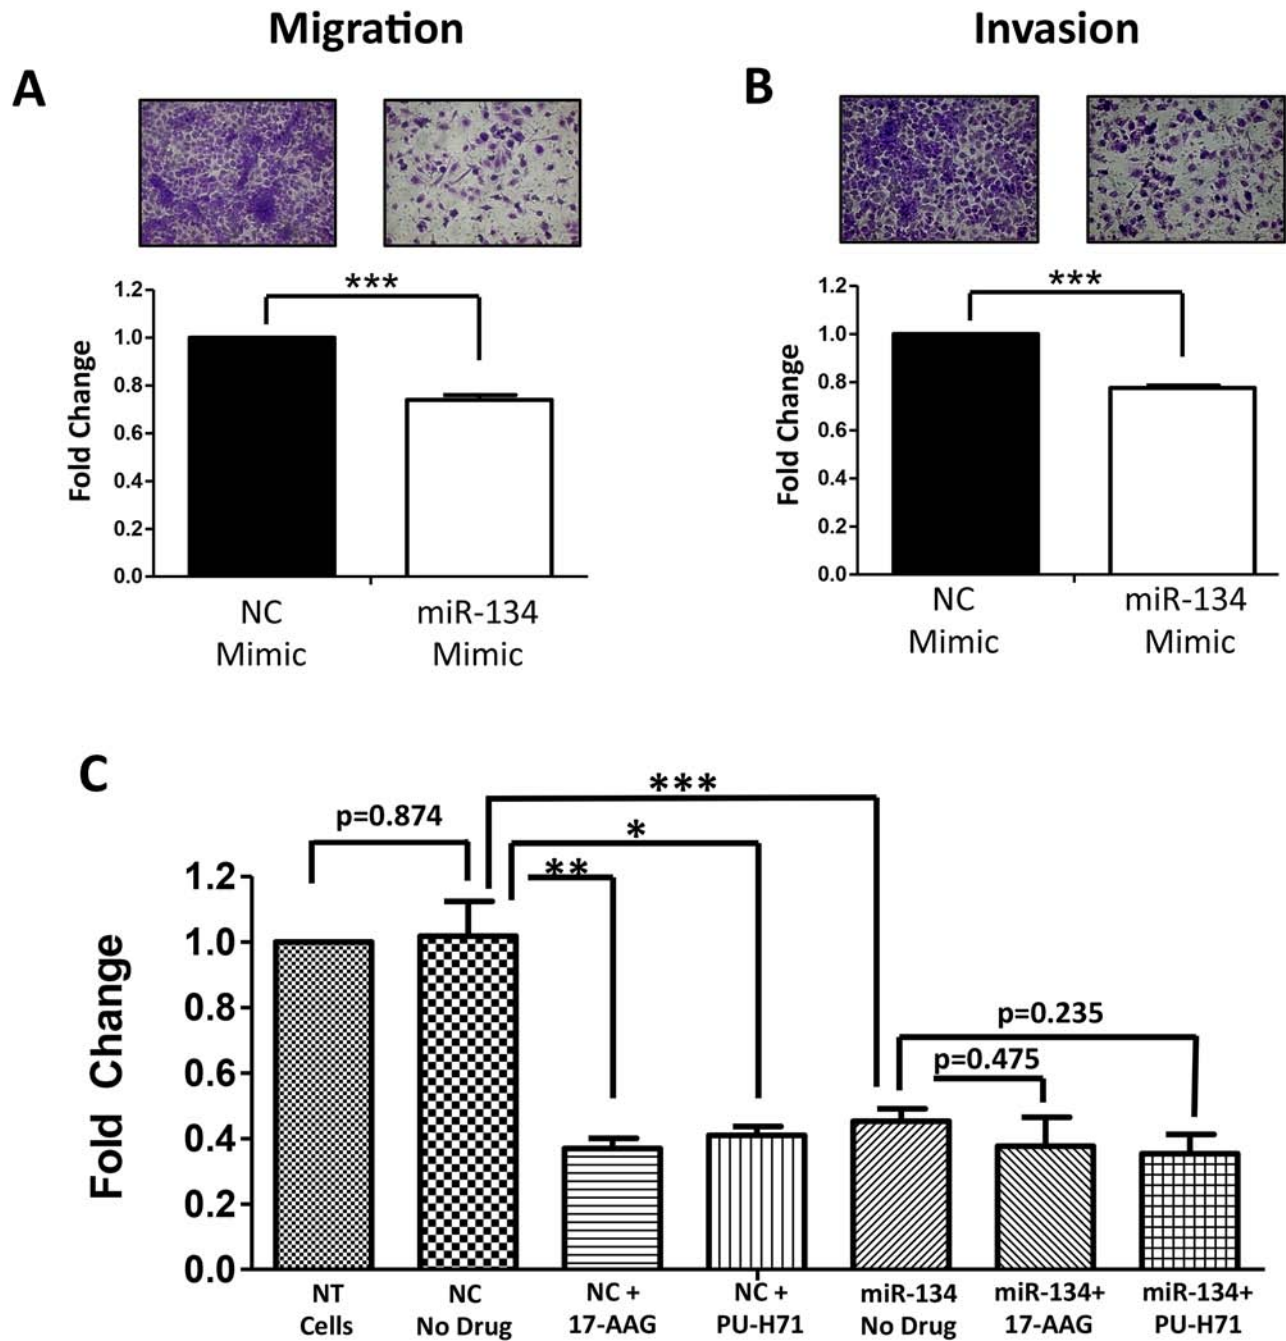 Migration
Invasion
A
B
***
1.2
1.0
0.8
0.6
0.4
0.2
0.0
Fold Change
NC
Mimic
miR-134
Mimic
***
1.2
1.0
0.8
0.6
0.4
0.2
0.0
Fold Change
NC
Mimic
miR-134
Mimic
C
***
p=0.874
*
**
p=0.235
p=0.475
1.2
1.0
0.8
0.6
0.4
0.2
0.0
Fold Change
NT
Cells
NC
No Drug
NC +
17-AAG
NC +
PU-H71
miR-134
No Drug
miR-134+
17-AAG
miR-134+
PU-H71